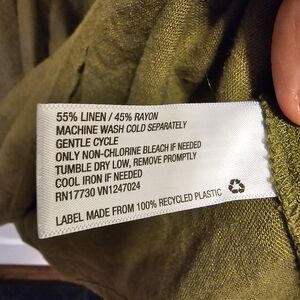 55% LINEN / 45% RAYON
MACHINE WASH COLD SEPARATELY
GENTLE CYCLE
ONLY NON-CHLORINE BLEACH IF NEEDED
TUMBLE DRY LOW, REMOVE PROMPTLY
COOL IRON IF NEEDED
RN17730 VN1247024
LABEL MADE FROM 100% RECYCLED PLASTIC